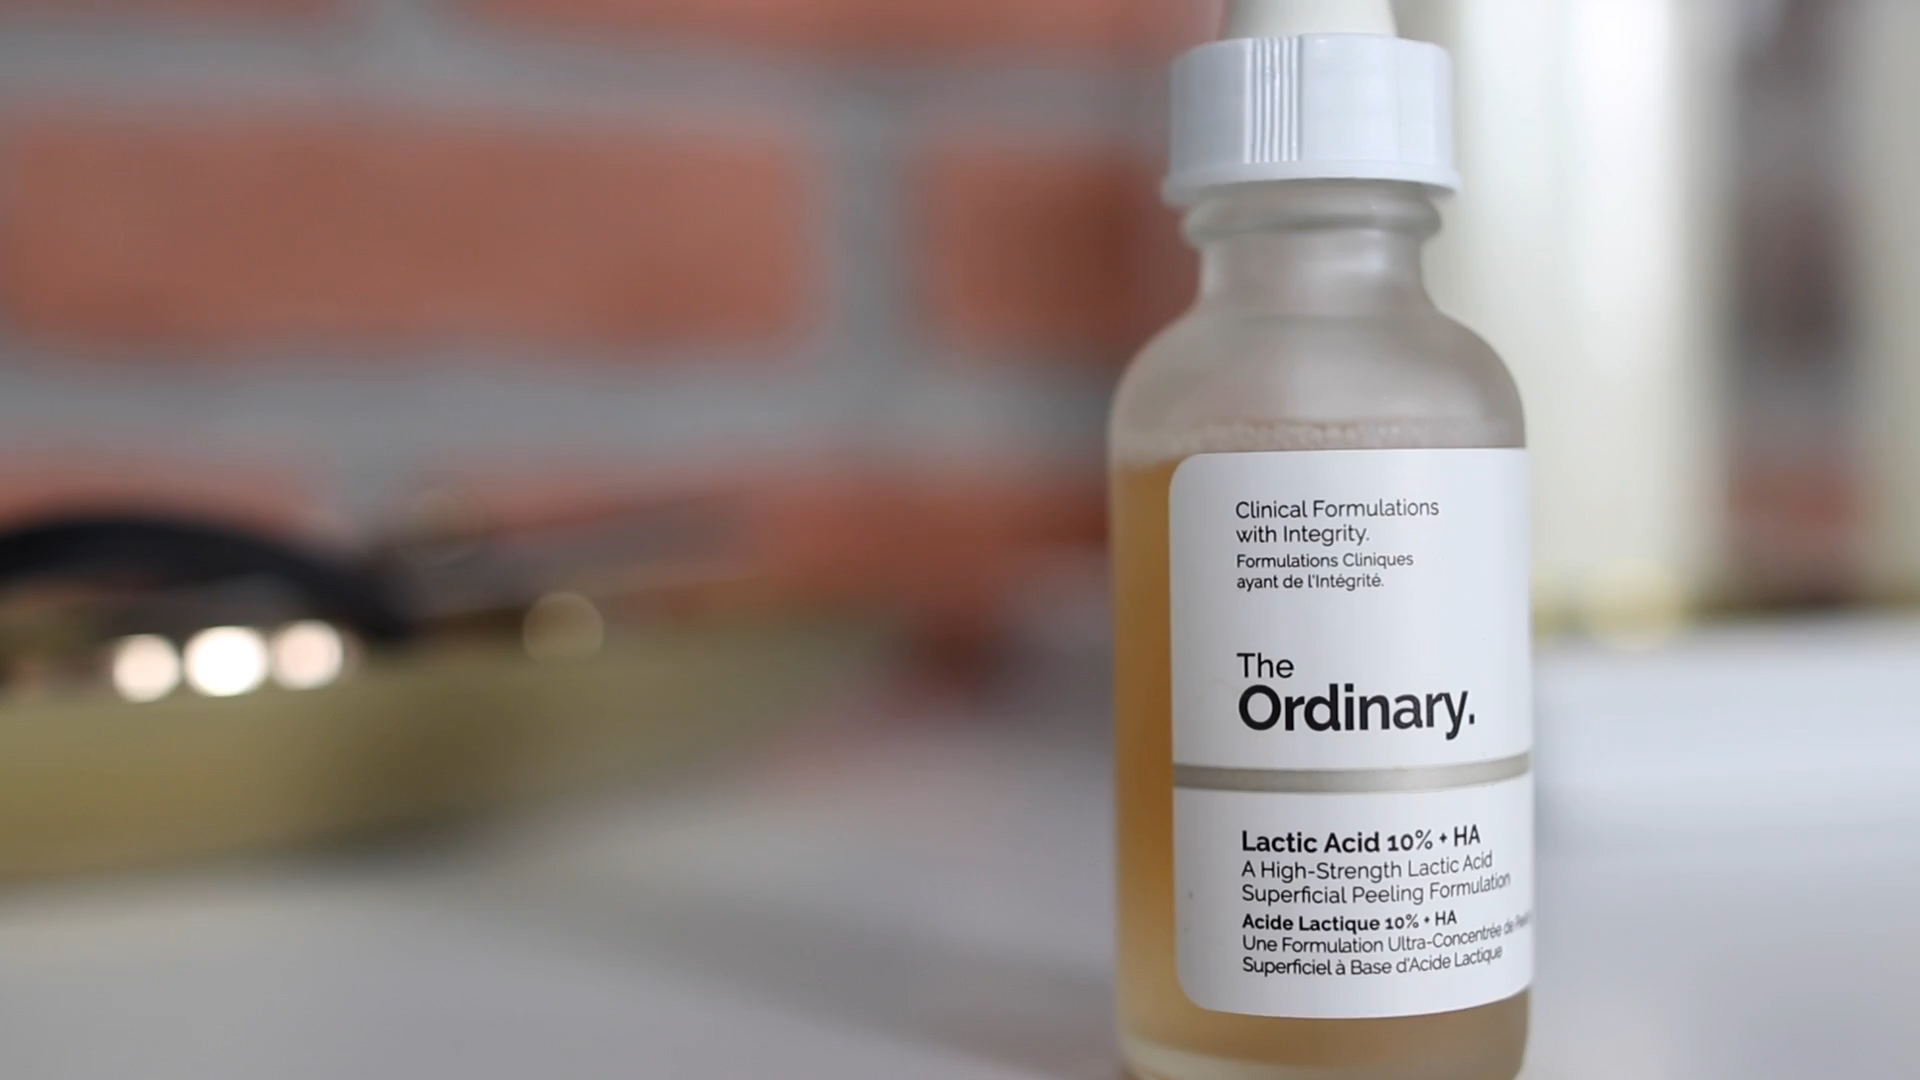 Clinical Formulations
with Integrity.
Formulations Cliniques
ayant de l'Intégrité.
The
Ordinary.
Lactic Acid 10% + HA
A High-Strength Lactic Acid
Superficial Peeling Formulation
Acide Lactique 10% + HA
Une Formulation Ultra-Concentrée de
Superficiel à Base d'Acide Lactique